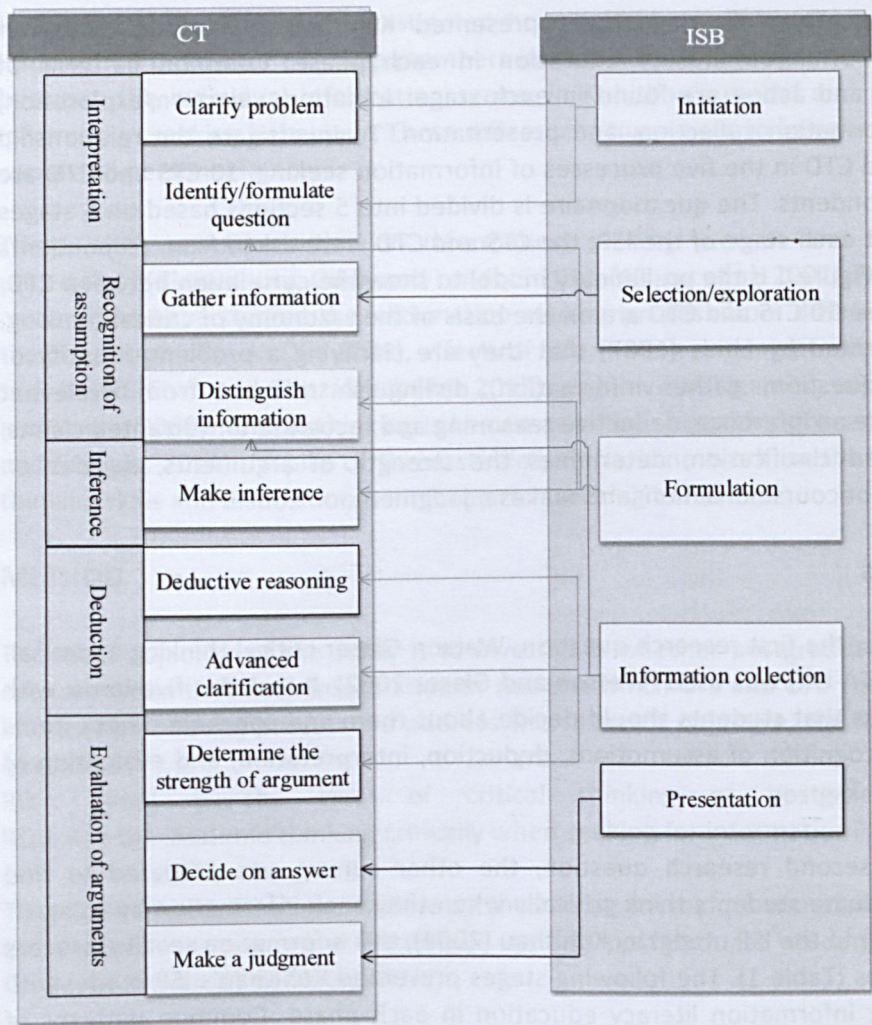 CT
ISB
Interpretation
Clarify problem
Initiation
Identify/formulate
question
Recognition of
assumption
Gather information
Selection/exploration
Distinguish
information
Inference
Make inference
Formulation
Deduction
Deductive reasoning
Advanced
clarification
Information collection
Evaluation of arguments
Determine the
strength of argument
Presentation
Decide on answer
Make a judgment